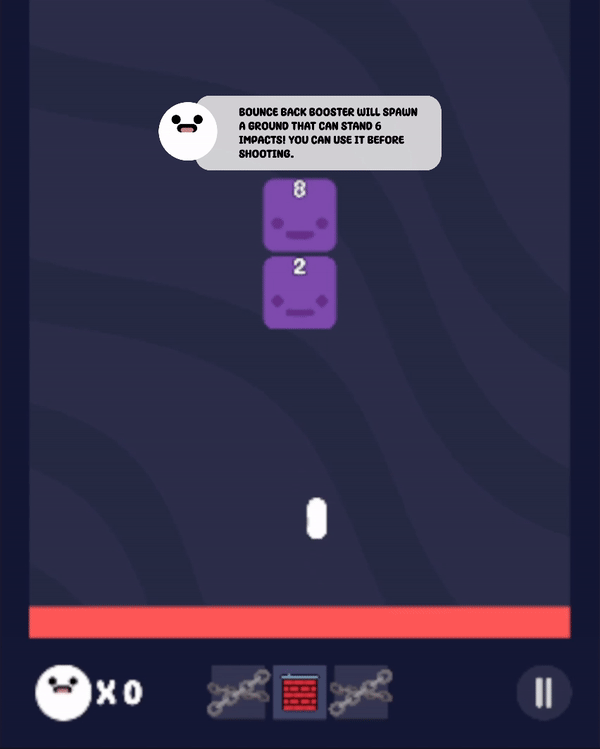 BOUNCE BACK BOOSTER WILL SPAWN
A GROUND THAT CAN STAND 6
IMPACTS! YOU CAN USE IT BEFORE
SHOOTING.
8
2
X 0